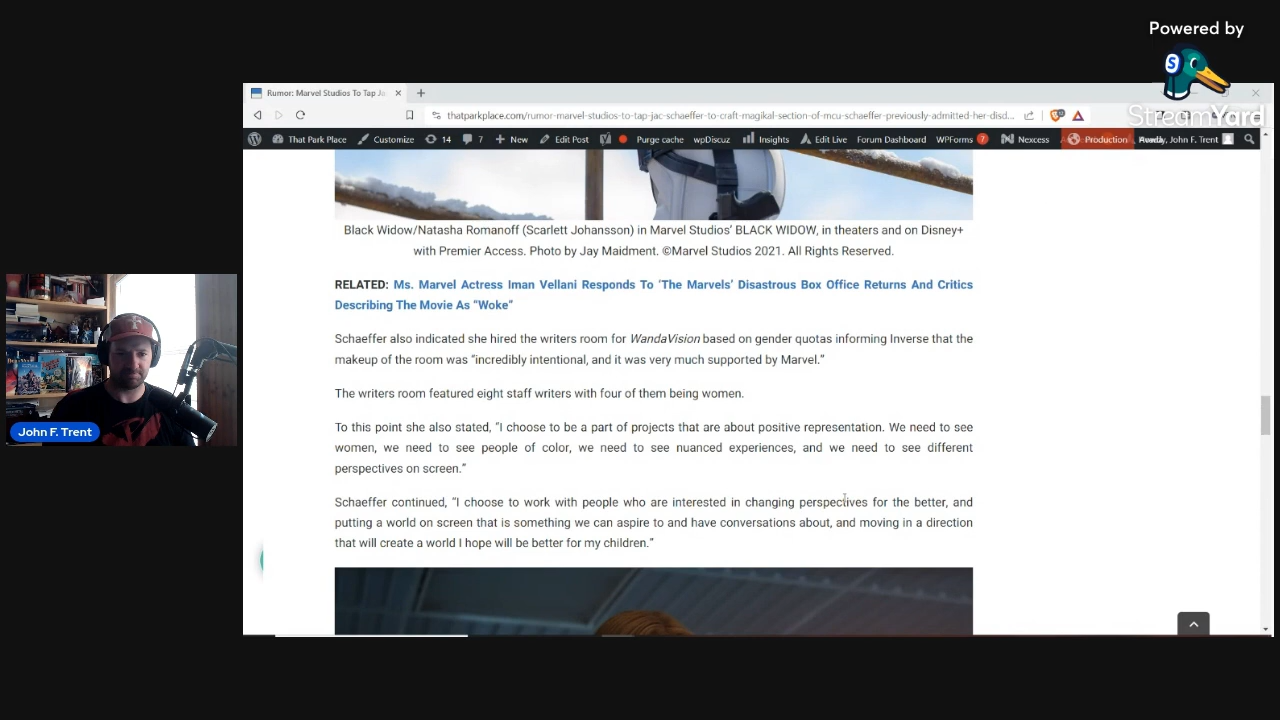 Powered by
S
StreamYard
Rumor: Marvel Studios To Tap Ja
thatparkplace.com/rumor-marvel-studios-to-tap-jac-schaeffer-to-craft-magikal-section-of-mcu-schaeffer-previously-admitted-her-disd...
That Park Place Customize 14 7 New Edit Post Purge cache wpDiscuz Insights Edit Live Forum Dashboard WPForms 7 Nexcess Production John F. Trent
Black Widow/Natasha Romanoff (Scarlett Johansson) in Marvel Studios' BLACK WIDOW, in theaters and on Disney+
with Premier Access. Photo by Jay Maidment. ©Marvel Studios 2021. All Rights Reserved.
RELATED: Ms. Marvel Actress Iman Vellani Responds To ‘The Marvels’ Disastrous Box Office Returns And Critics
Describing The Movie As “Woke”
Schaeffer also indicated she hired the writers room for WandaVision based on gender quotas informing Inverse that the
makeup of the room was “incredibly intentional, and it was very much supported by Marvel.”
The writers room featured eight staff writers with four of them being women.
To this point she also stated, “I choose to be a part of projects that are about positive representation. We need to see
women, we need to see people of color, we need to see nuanced experiences, and we need to see different
perspectives on screen.”
Schaeffer continued, “I choose to work with people who are interested in changing perspectives for the better, and
putting a world on screen that is something we can aspire to and have conversations about, and moving in a direction
that will create a world I hope will be better for my children.”
John F. Trent